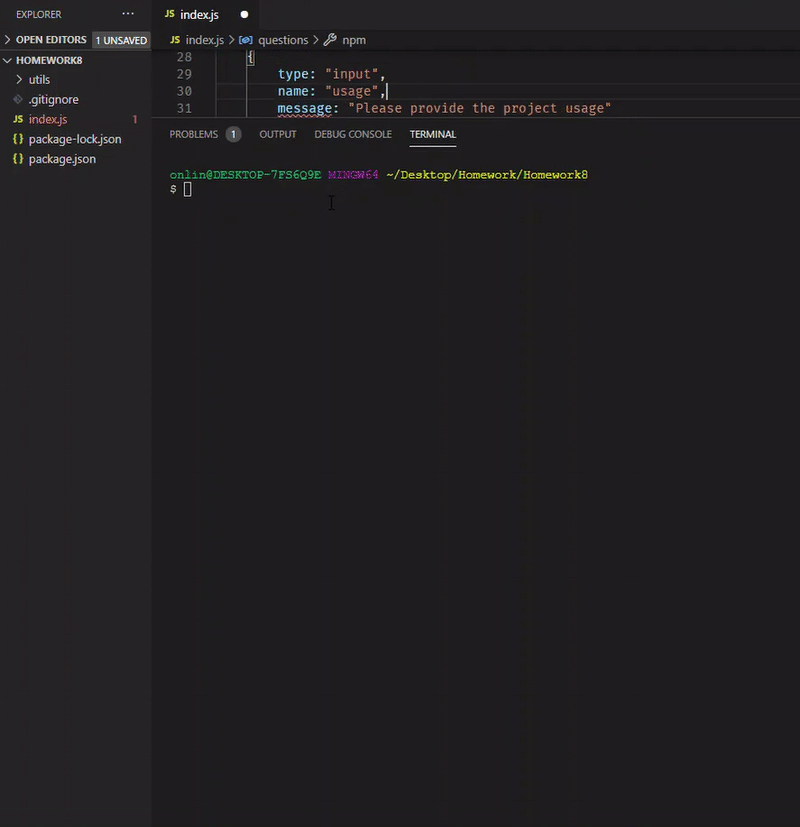 EXPLORER ···
JS index.js ●
OPEN EDITORS 1 UNSAVED
JS index.js > questions > npm
HOMEWORK8
utils
.gitignore
JS index.js 1
{} package-lock.json
{} package.json
28 {
29 type: "input",
30 name: "usage",
31 message: "Please provide the project usage"
PROBLEMS 1 OUTPUT DEBUG CONSOLE TERMINAL
onlin@DESKTOP-7FS6Q9E MINGW64 ~/Desktop/Homework/Homework8
$